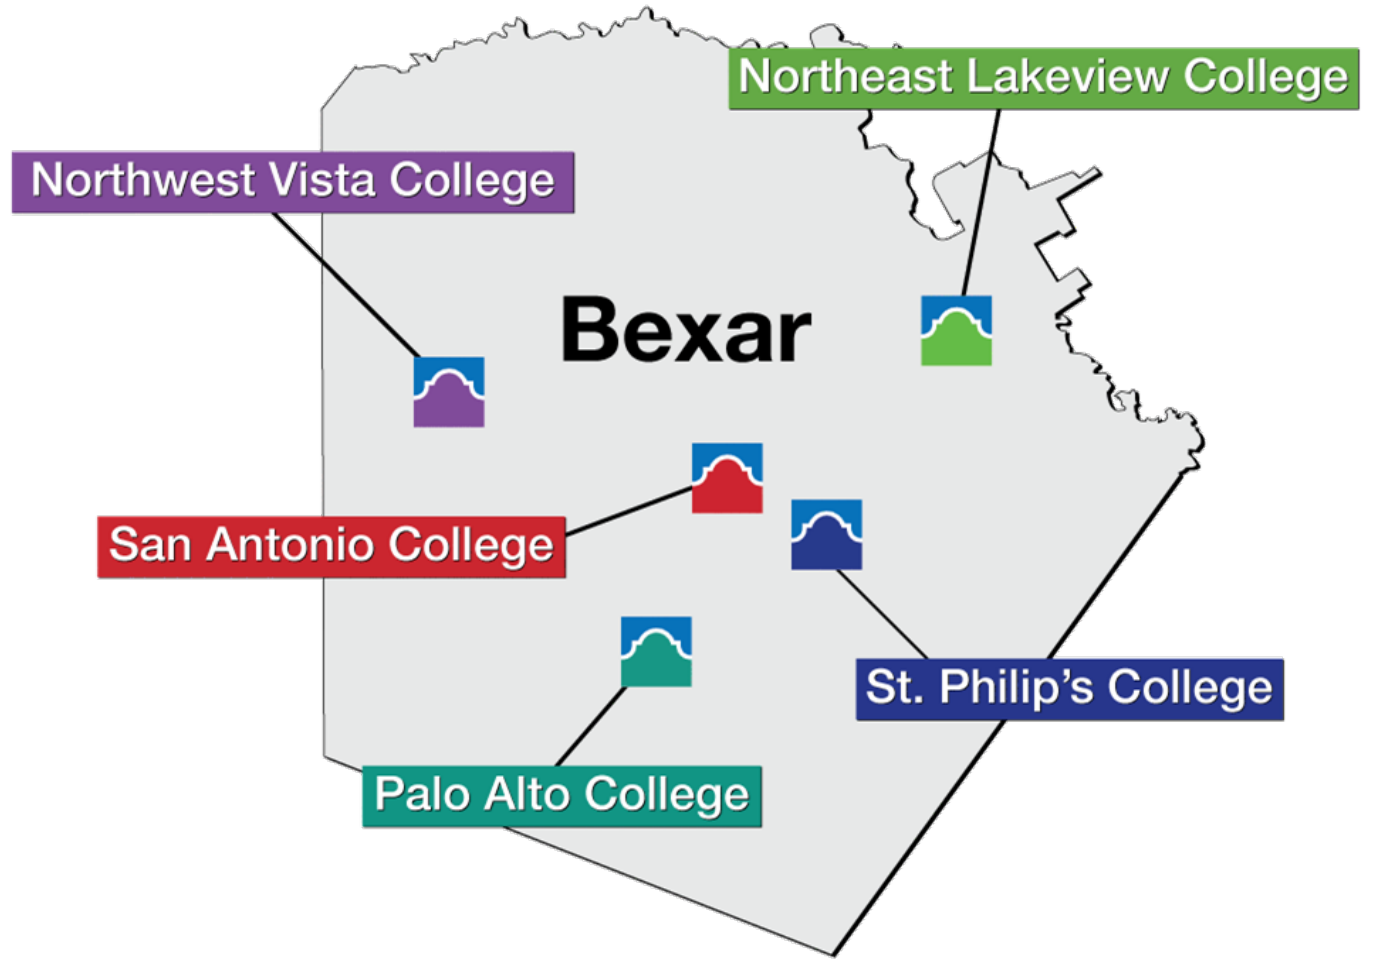 Northeast Lakeview College
Northwest Vista College
Bexar
San Antonio College
St. Philip’s College
Palo Alto College